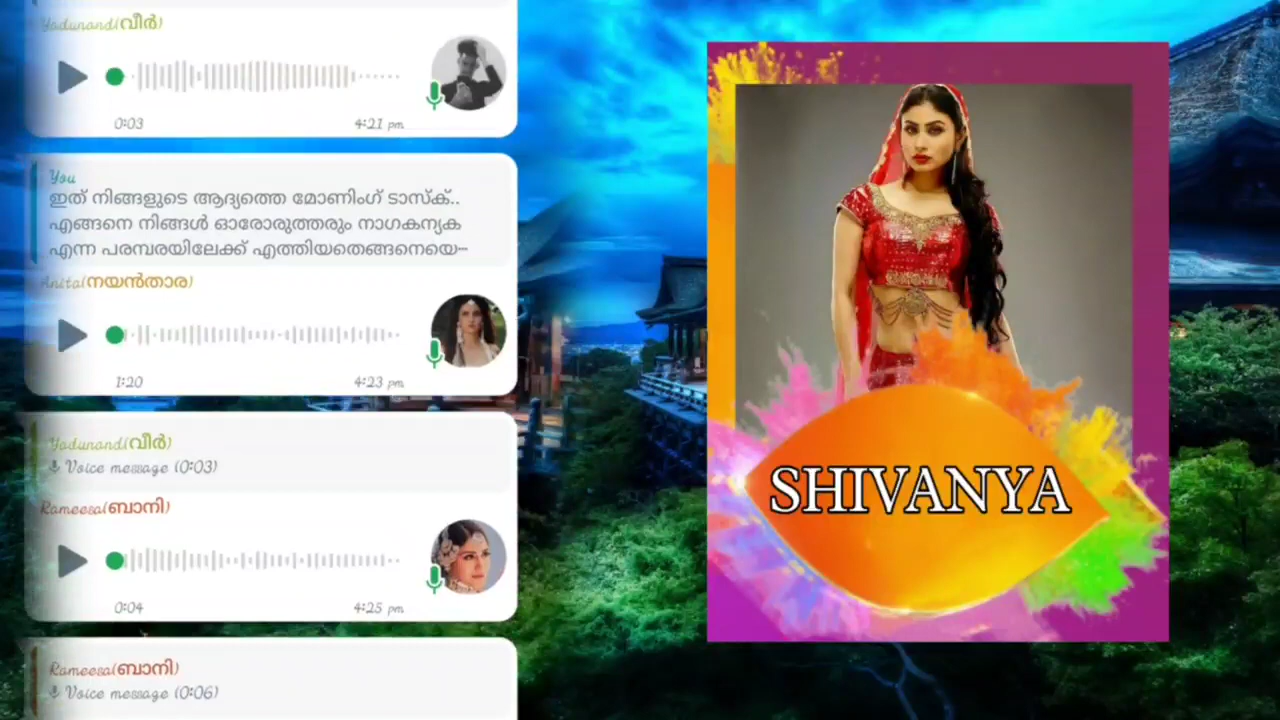 Yadunand(വീർ)
0:03
4:21 pm
You
ഇത് നിങ്ങളുടെ ആദ്യത്തെ മോണിംഗ് ടാസ്ക്..
എങ്ങനെ നിങ്ങൾ ഓരോരുത്തരും നാഗകന്യക
എന്ന പരമ്പരയിലേക്ക് എത്തിയതെങ്ങനെയെ...
Anita(നയൻതാര)
1:20
4:23 pm
Yadunand(വീർ)
Voice message (0:03)
Rameesa(ബാനി)
0:04
4:25 pm
Rameesa(ബാനി)
Voice message (0:06)
SHIVANYA